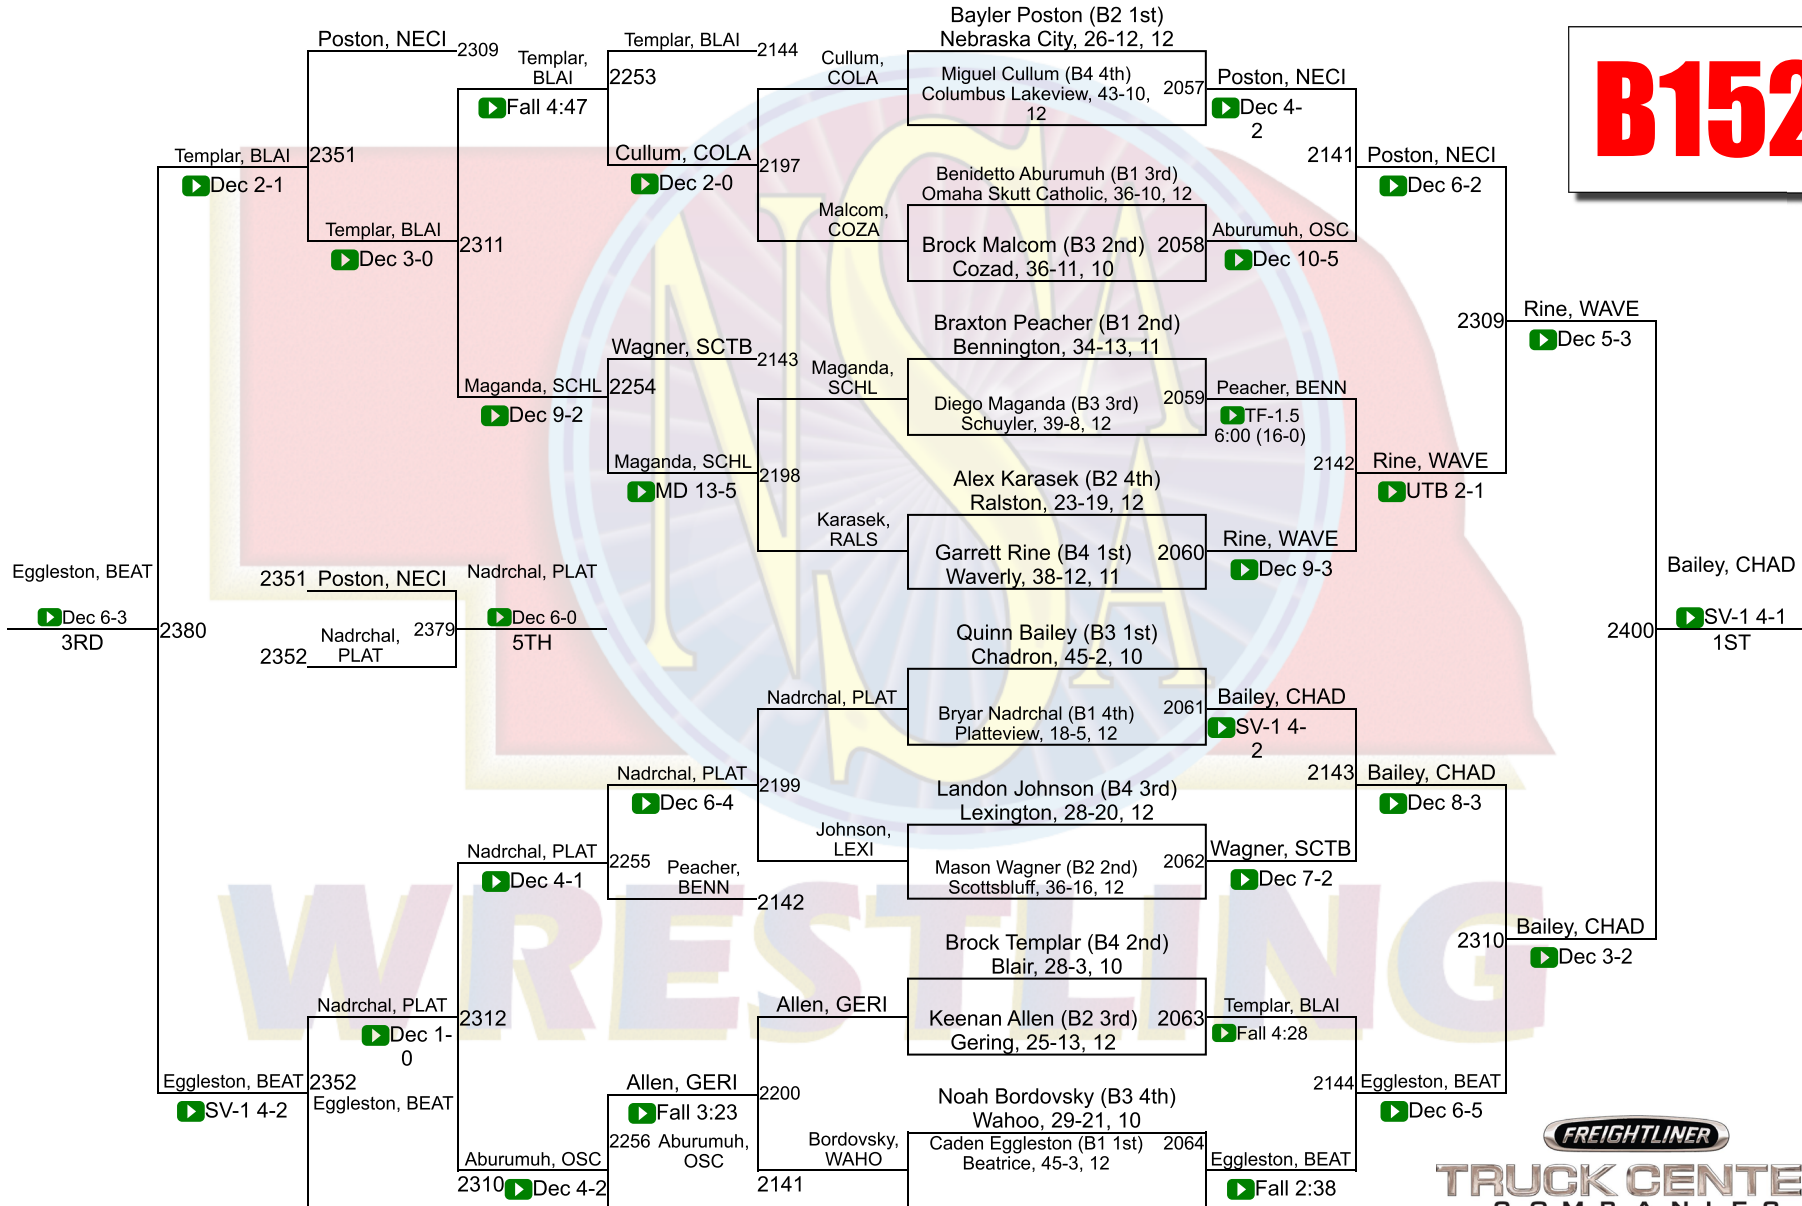 Bayler Poston (B2 1st)
Nebraska City, 26-12, 12
Poston, NECI
2309
Templar, BLAI
2144
Templar,
BLAI
2253
Fall 4:47
Cullum,
COLA
Miguel Cullum (B4 4th)
Columbus Lakeview, 43-10,
12
2057
Poston, NECI
Dec 4-
2
B152
Templar, BLAI
2351
Dec 2-1
Cullum, COLA
2197
Dec 2-0
Benidetto Aburumuh (B1 3rd)
Omaha Skutt Catholic, 36-10, 12
2141
Poston, NECI
Dec 6-2
Templar, BLAI
2311
Dec 3-0
Malcom,
COZA
Brock Malcom (B3 2nd)
Cozad, 36-11, 10
2058
Aburumuh, OSC
Dec 10-5
Braxton Peacher (B1 2nd)
Bennington, 34-13, 11
2309
Rine, WAVE
Dec 5-3
Wagner, SCTB
2143
Maganda, SCHL
2254
Dec 9-2
Maganda,
SCHL
Diego Maganda (B3 3rd)
Schuyler, 39-8, 12
2059
Peacher, BENN
TF-1.5
6:00 (16-0)
Maganda, SCHL
2198
MD 13-5
Alex Karasek (B2 4th)
Ralston, 23-19, 12
2142
Rine, WAVE
UTB 2-1
Karasek,
RALS
Garrett Rine (B4 1st)
Waverly, 38-12, 11
2060
Rine, WAVE
Dec 9-3
Eggleston, BEAT
Dec 6-3
3RD
2380
2351
Poston, NECI
Nadrchal, PLAT
2352
Nadrchal,
PLAT
2379
Dec 6-0
5TH
Quinn Bailey (B3 1st)
Chadron, 45-2, 10
2400
Bailey, CHAD
SV-1 4-1
1ST
Nadrchal, PLAT
Bryar Nadrchal (B1 4th)
Platteview, 18-5, 12
2061
Bailey, CHAD
SV-1 4-
2
Nadrchal, PLAT
2199
Dec 6-4
Landon Johnson (B4 3rd)
Lexington, 28-20, 12
2143
Bailey, CHAD
Dec 8-3
Nadrchal, PLAT
2255
Dec 4-1
Peacher,
BENN
2142
Johnson,
LEXI
Mason Wagner (B2 2nd)
Scottsbluff, 36-16, 12
2062
Wagner, SCTB
Dec 7-2
Brock Templar (B4 2nd)
Blair, 28-3, 10
2310
Bailey, CHAD
Dec 3-2
Nadrchal, PLAT
2312
Dec 1-
0
Allen, GERI
Keenan Allen (B2 3rd)
Gering, 25-13, 12
2063
Templar, BLAI
Fall 4:28
Eggleston, BEAT
2352
SV-1 4-2
Eggleston, BEAT
Allen, GERI
2200
Fall 3:23
Noah Bordovsky (B3 4th)
Wahoo, 29-21, 10
2144
Eggleston, BEAT
Dec 6-5
Aburumuh, OSC
2310
Dec 4-2
2256
Aburumuh,
OSC
2141
Bordovsky,
WAHO
Caden Eggleston (B1 1st)
Beatrice, 45-3, 12
2064
Eggleston, BEAT
Fall 2:38
NSAA
WRESTLING
FREIGHTLINER
TRUCK CENTE